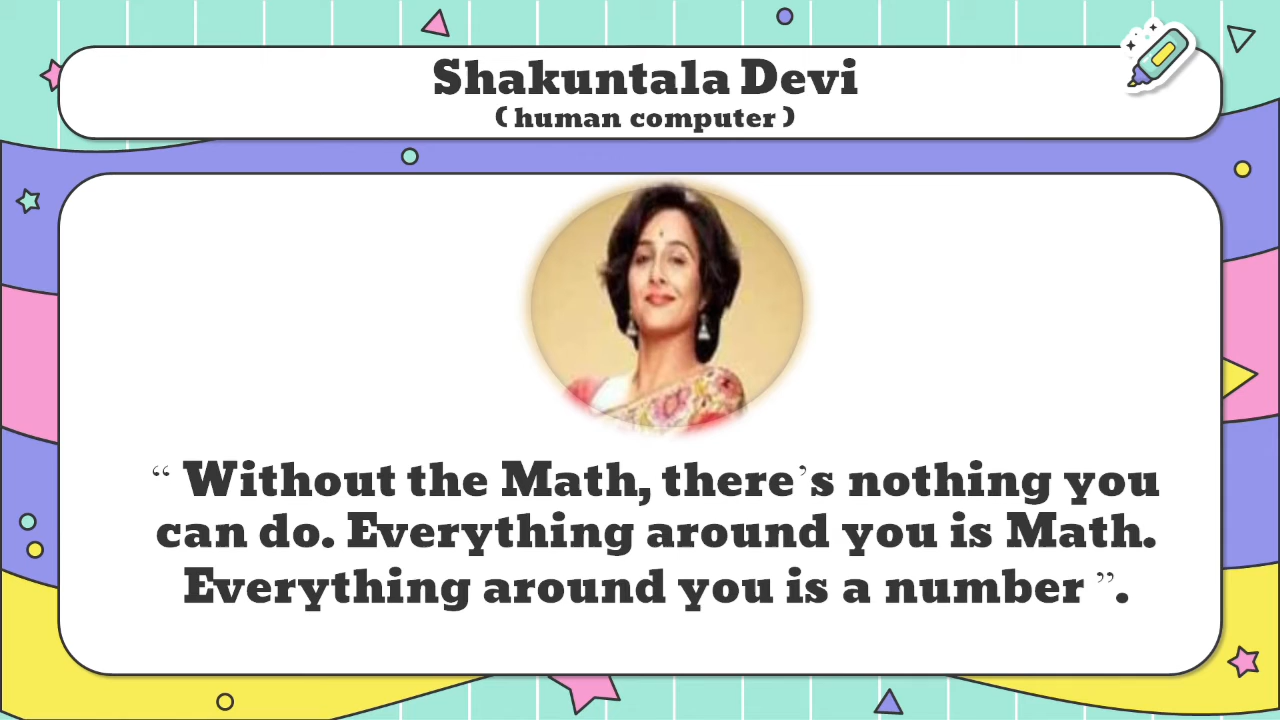 Shakuntala Devi
( human computer )
“ Without the Math, there’s nothing you
can do. Everything around you is Math.
Everything around you is a number ”.